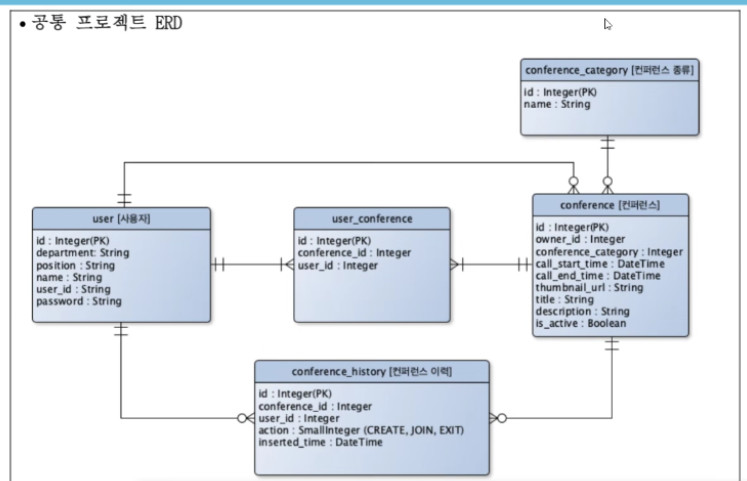 • 공통 프로젝트 ERD
conference_category [컨퍼런스 종류]
id : Integer(PK)
name : String
user [사용자]
id : Integer(PK)
department: String
position : String
name : String
user_id : String
password : String
user_conference
id : Integer(PK)
conference_id : Integer
user_id : Integer
conference [컨퍼런스]
id : Integer(PK)
owner_id : Integer
conference_category : Integer
call_start_time : DateTime
call_end_time : DateTime
thumbnail_url : String
title : String
description : String
is_active : Boolean
conference_history [컨퍼런스 이력]
id : Integer(PK)
conference_id : Integer
user_id : Integer
action : SmallInteger (CREATE, JOIN, EXIT)
inserted_time : DateTime